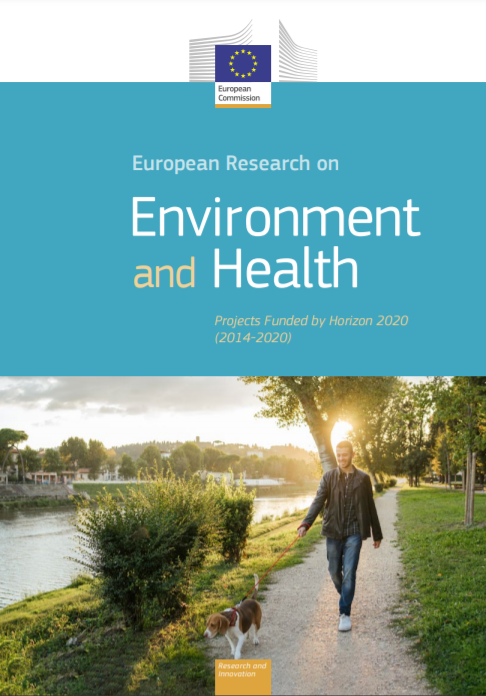 European
Commission
European Research on
Environment
and Health
Projects Funded by Horizon 2020
(2014-2020)
Research and
Innovation